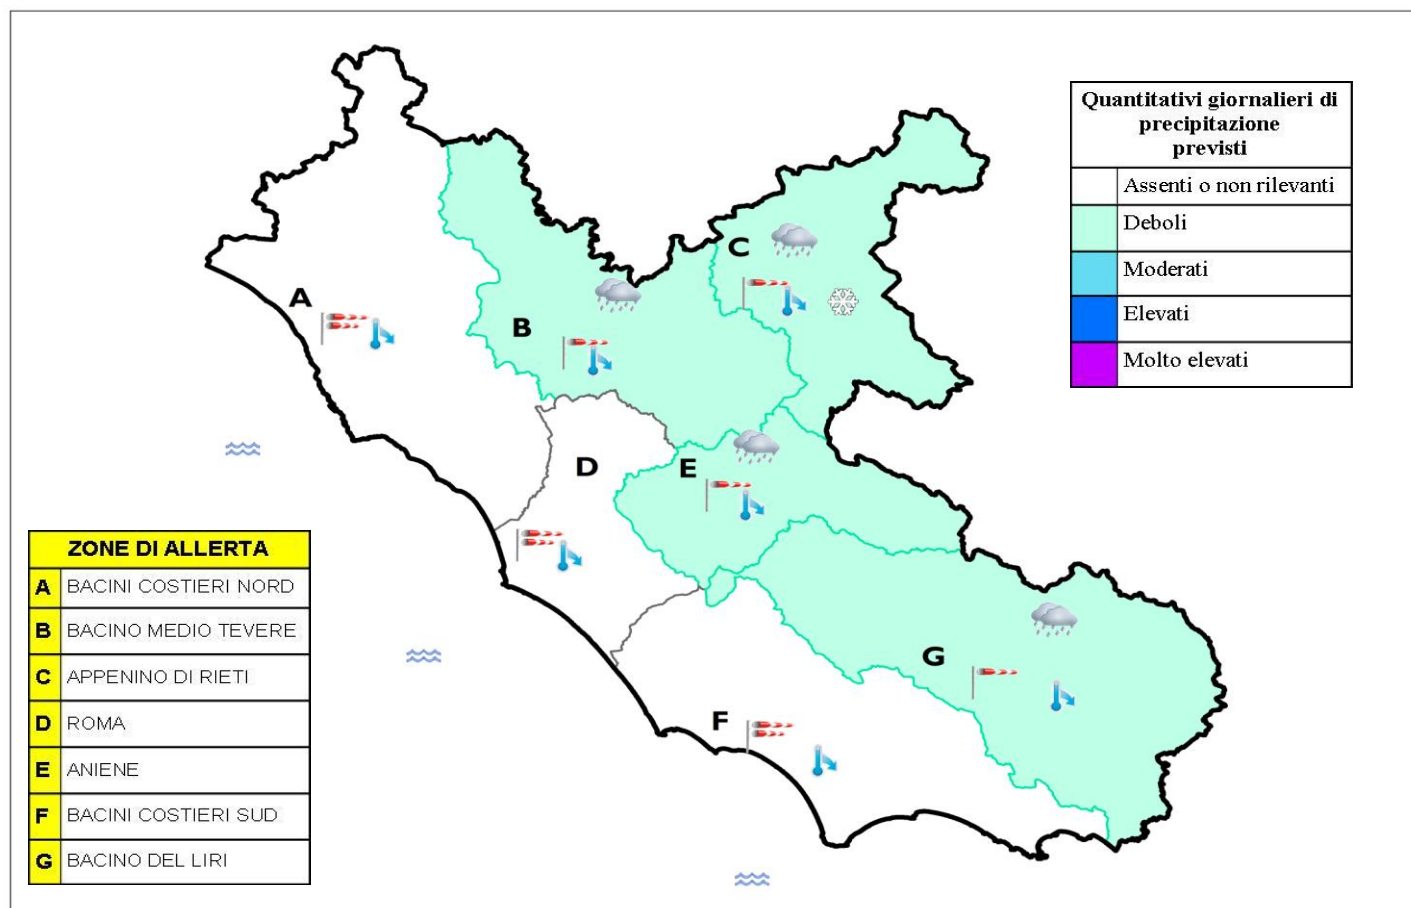 Quantitativi giornalieri di
precipitazione
previsti
Assenti o non rilevanti
Deboli
Moderati
Elevati
Molto elevati
C
A
B
D
E
G
F
ZONE DI ALLERTA
A BACINI COSTIERI NORD
B BACINO MEDIO TEVERE
C APPENINO DI RIETI
D ROMA
E ANIENE
F BACINI COSTIERI SUD
G BACINO DEL LIRI